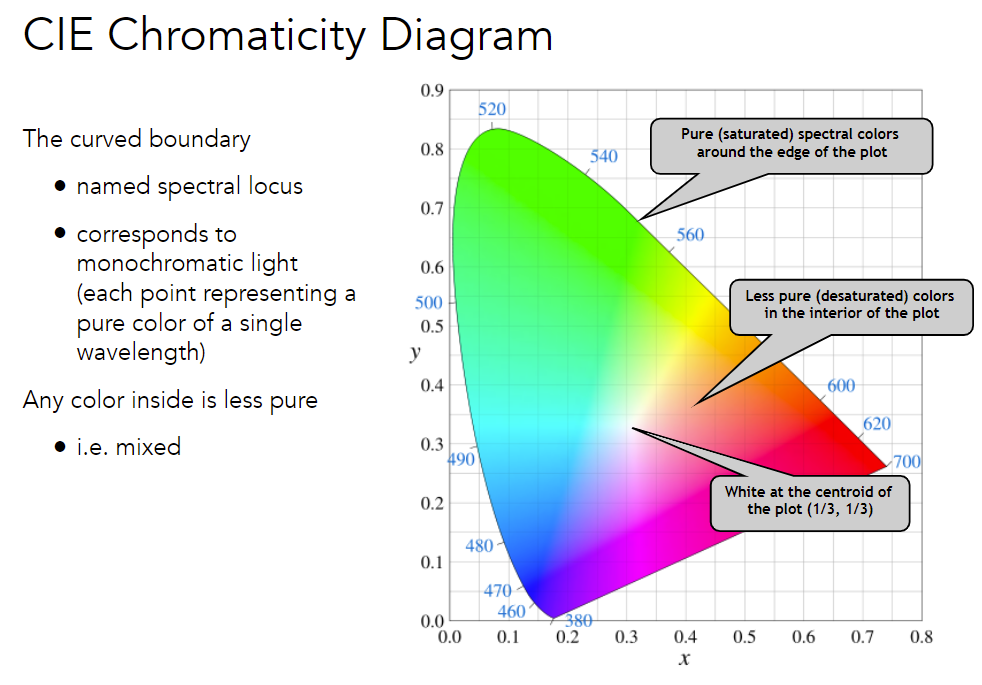 CIE Chromaticity Diagram
The curved boundary
• named spectral locus
• corresponds to
monochromatic light
(each point representing a
pure color of a single
wavelength)
Any color inside is less pure
• i.e. mixed
0.9
0.8
0.7
0.6
0.5
y
0.4
0.3
0.2
0.1
0.0
0.0 0.1 0.2 0.3 0.4 0.5 0.6 0.7 0.8
x
520
540
560
500
600
620
490
700
480
470
460
380
Pure (saturated) spectral colors
around the edge of the plot
Less pure (desaturated) colors
in the interior of the plot
White at the centroid of
the plot (1/3, 1/3)